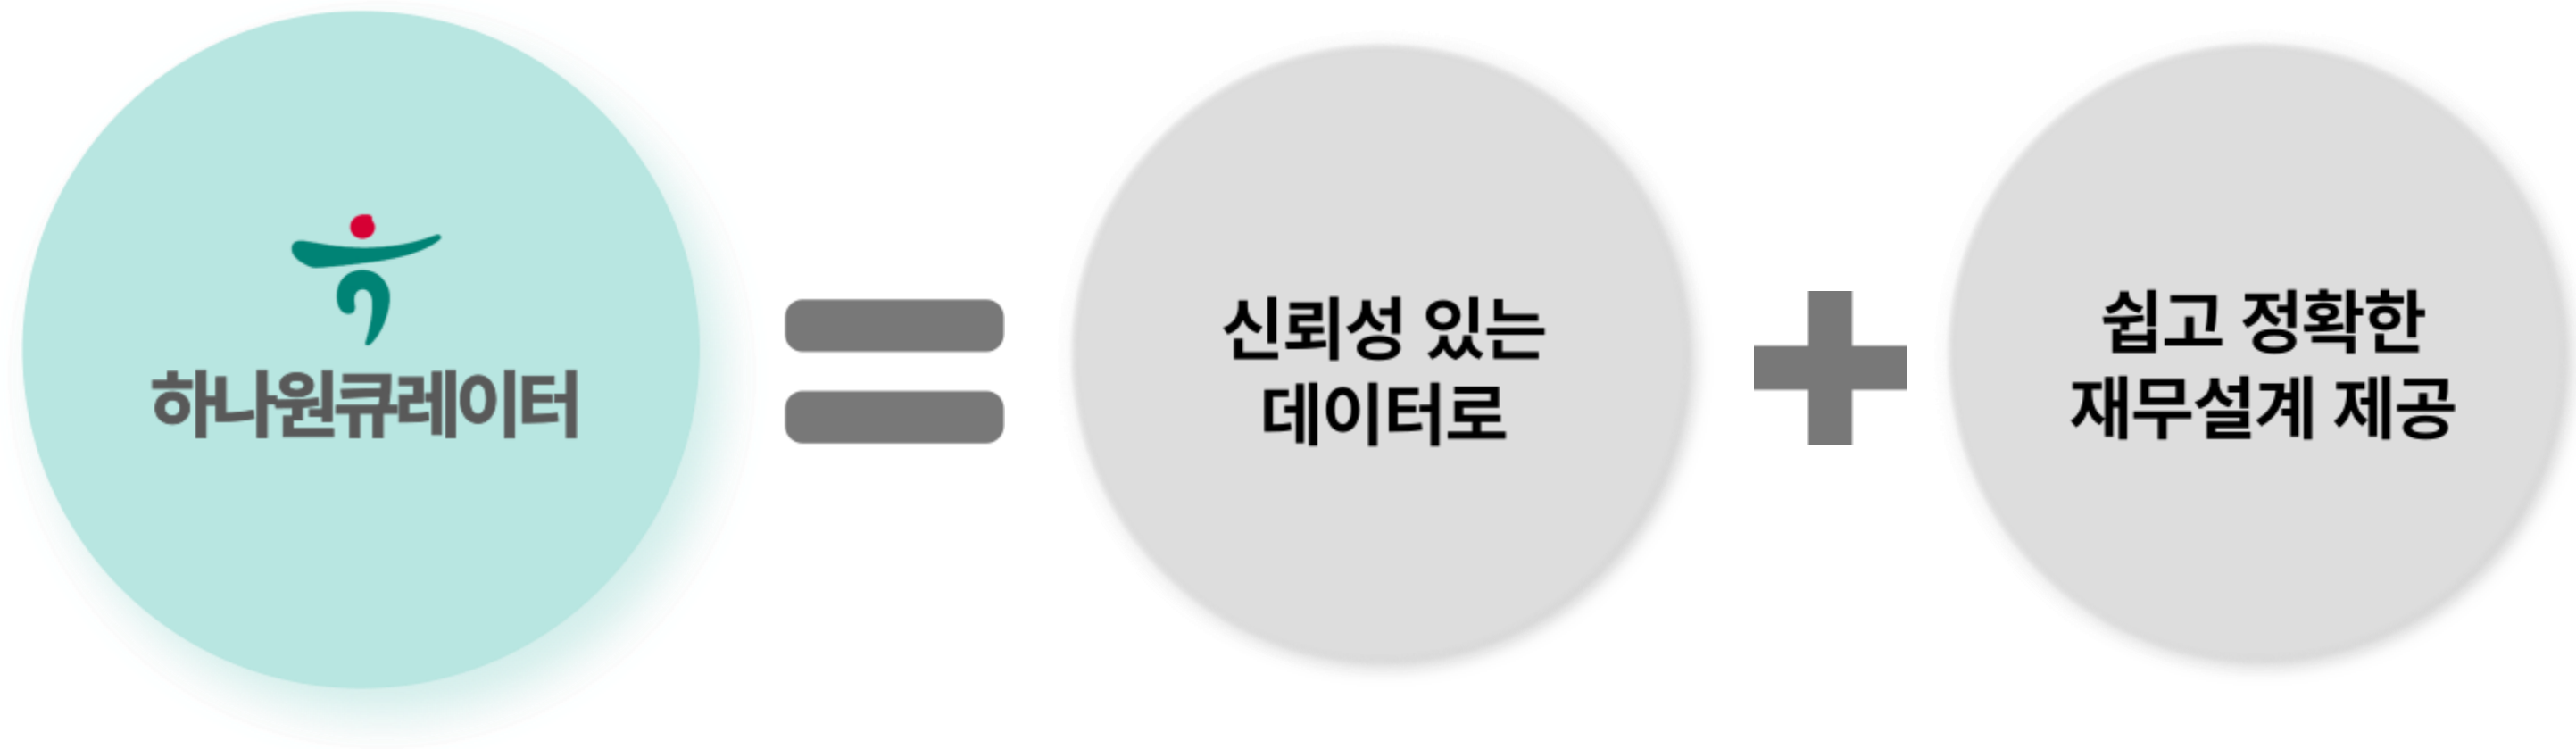 하나원큐레이터
신뢰성 있는
데이터로
쉽고 정확한
재무설계 제공